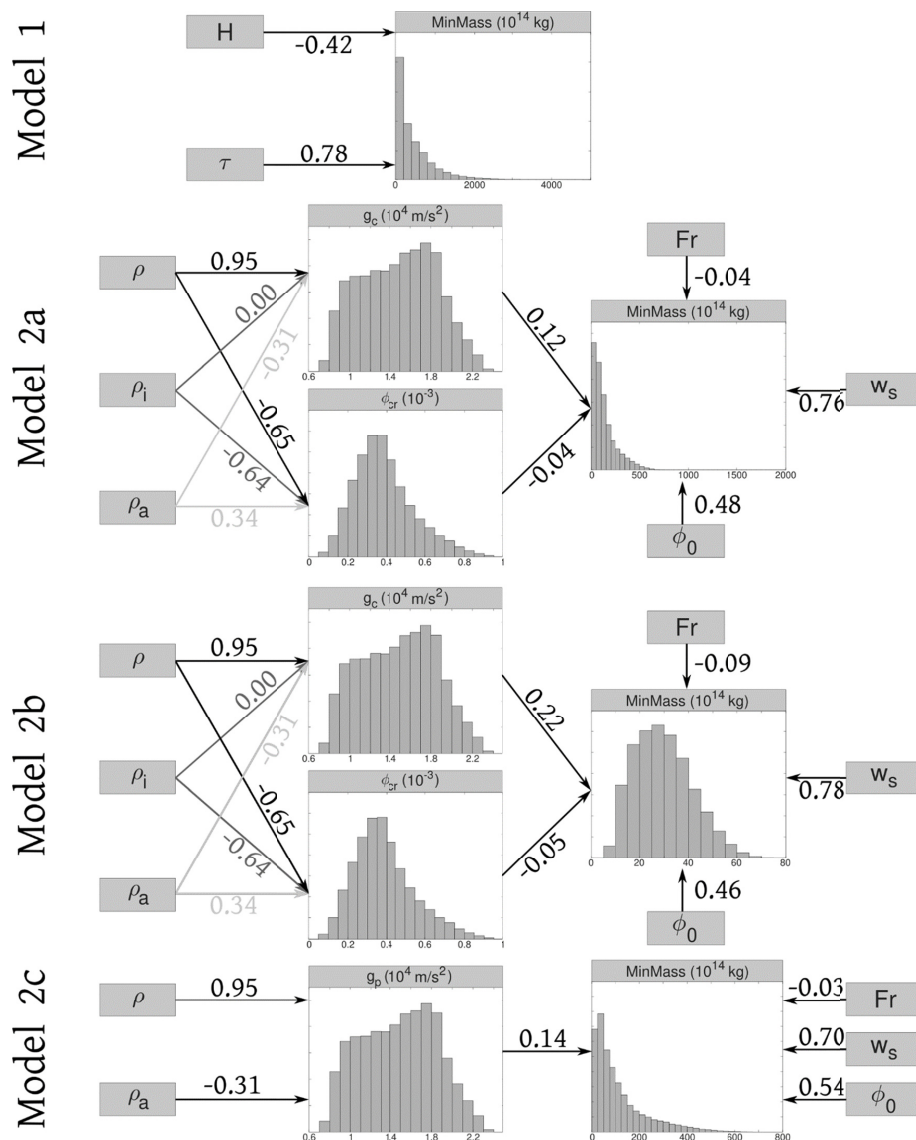 Model 1
H
-0.42
MinMass (10^14 kg)
τ
0.78
0 2000 4000
Model 2a
g_c (10^4 m/s^2)
ρ
0.95
0.00
-0.31
ρ_i
-0.65
-0.64
ρ_a
0.34
0.6 1 1.4 1.8 2.2
ϕ_cr (10^-3)
0 0.2 0.4 0.6 0.8 1
0.12
-0.04
Fr
-0.04
MinMass (10^14 kg)
0.76
w_s
0 500 1000 1500 2000
0.48
ϕ_0
Model 2b
g_c (10^4 m/s^2)
ρ
0.95
0.00
-0.31
ρ_i
-0.65
-0.64
ρ_a
0.34
0.6 1 1.4 1.8 2.2
ϕ_cr (10^-3)
0 0.2 0.4 0.6 0.8 1
0.22
-0.05
Fr
-0.09
MinMass (10^14 kg)
0.78
w_s
0 20 40 60 80
0.46
ϕ_0
Model 2c
g_p (10^4 m/s^2)
ρ
0.95
ρ_a
-0.31
0.6 1 1.4 1.8 2.2
0.14
MinMass (10^14 kg)
-0.03
Fr
0.70
w_s
0.54
ϕ_0
0 200 400 600 800